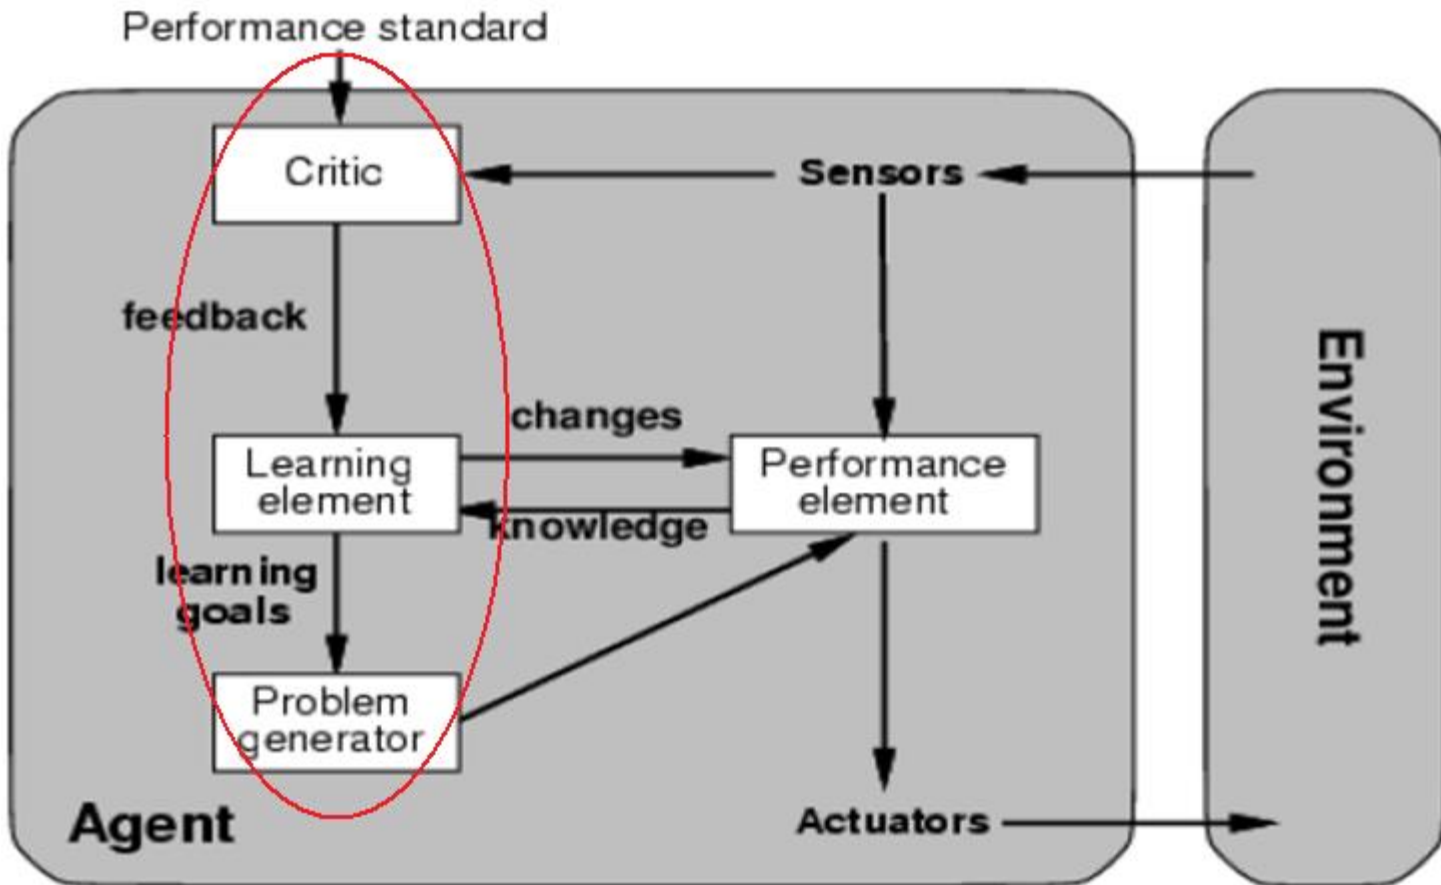 Performance standard
Critic
Sensors
feedback
changes
Learning
element
Performance
element
knowledge
learning
goals
Problem
generator
Agent
Actuators
Environment